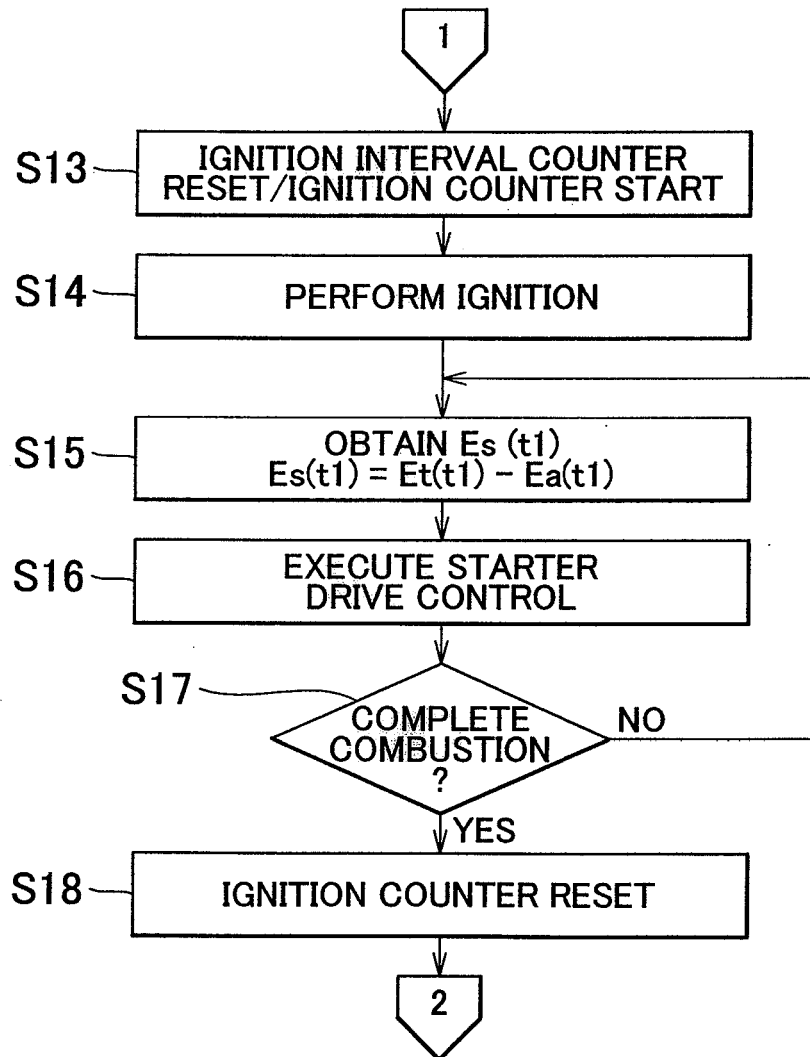 1
S13
IGNITION INTERVAL COUNTER
RESET/IGNITION COUNTER START
S14
PERFORM IGNITION
S15
OBTAIN Es (t1)
Es(t1) = Et(t1) - Ea(t1)
S16
EXECUTE STARTER
DRIVE CONTROL
S17
COMPLETE
COMBUSTION
?
NO
YES
S18
IGNITION COUNTER RESET
2